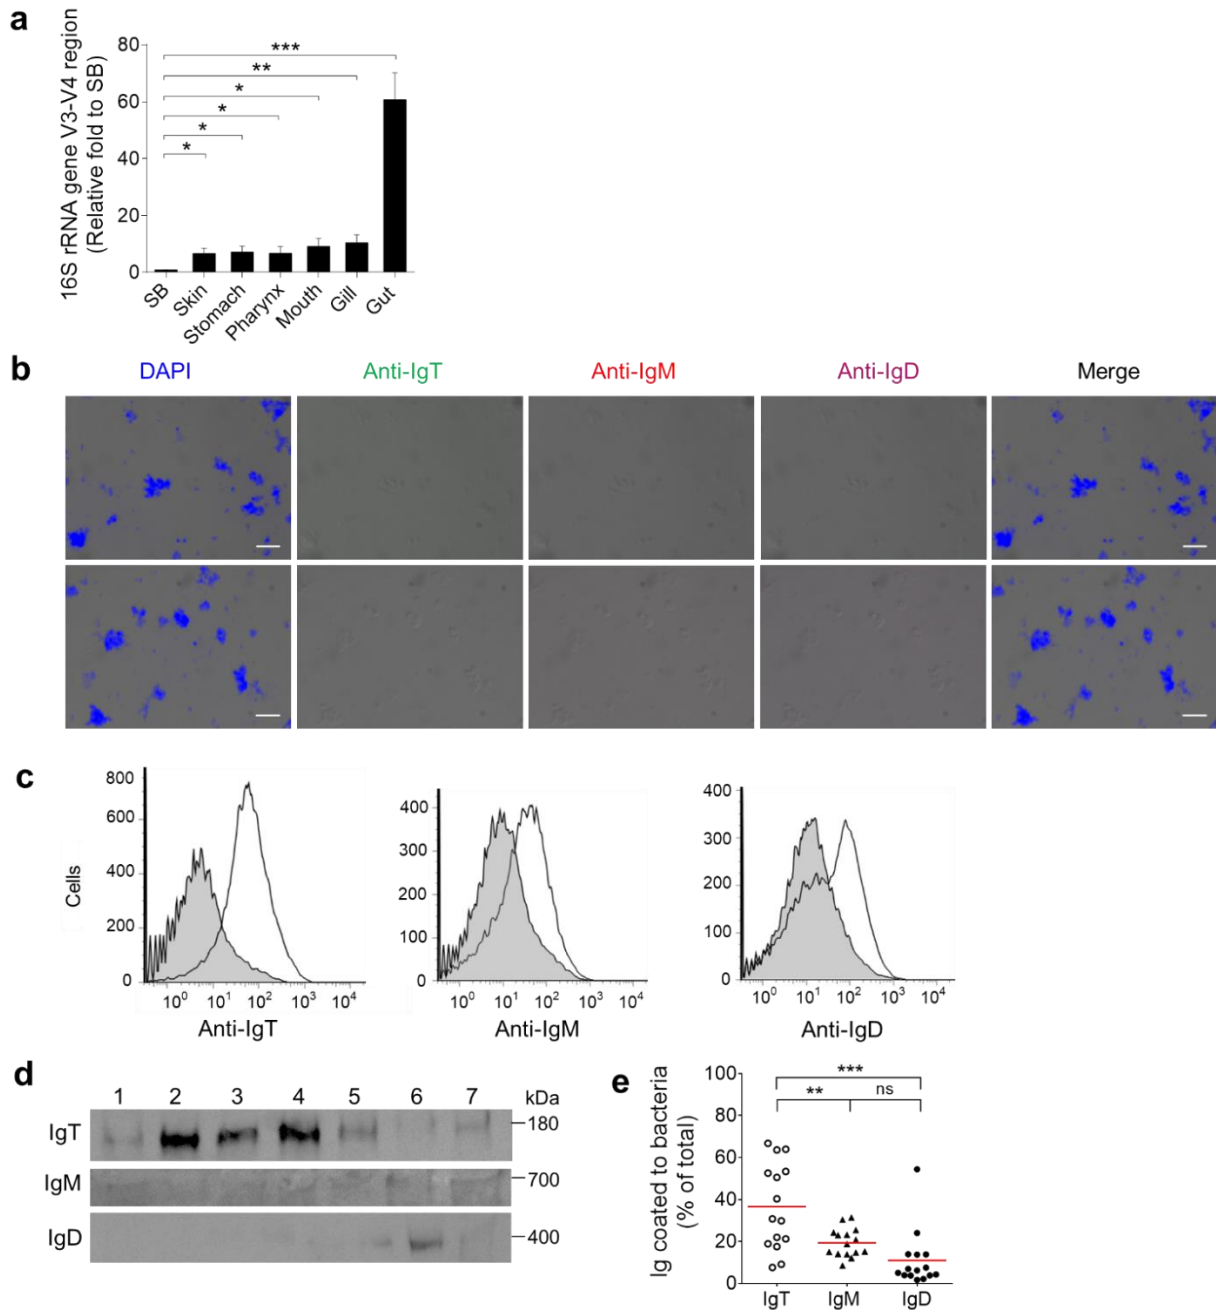 a
16S rRNA gene V3-V4 region
(Relative fold to SB)
80
60
40
20
0
***
**
*
*
*
*
SB
Skin
Stomach
Pharynx
Mouth
Gill
Gut
b
DAPI
Anti-IgT
Anti-IgM
Anti-IgD
Merge
c
Cells
800
600
400
200
0
10⁰ 10¹ 10² 10³ 10⁴
Anti-IgT
400
300
200
100
0
10⁰ 10¹ 10² 10³ 10⁴
Anti-IgM
400
300
200
100
0
10⁰ 10¹ 10² 10³ 10⁴
Anti-IgD
d
1 2 3 4 5 6 7 kDa
IgT 180
IgM 700
IgD 400
e
Ig coated to bacteria
(% of total)
100
80
60
40
20
0
***
** ns
IgT IgM IgD